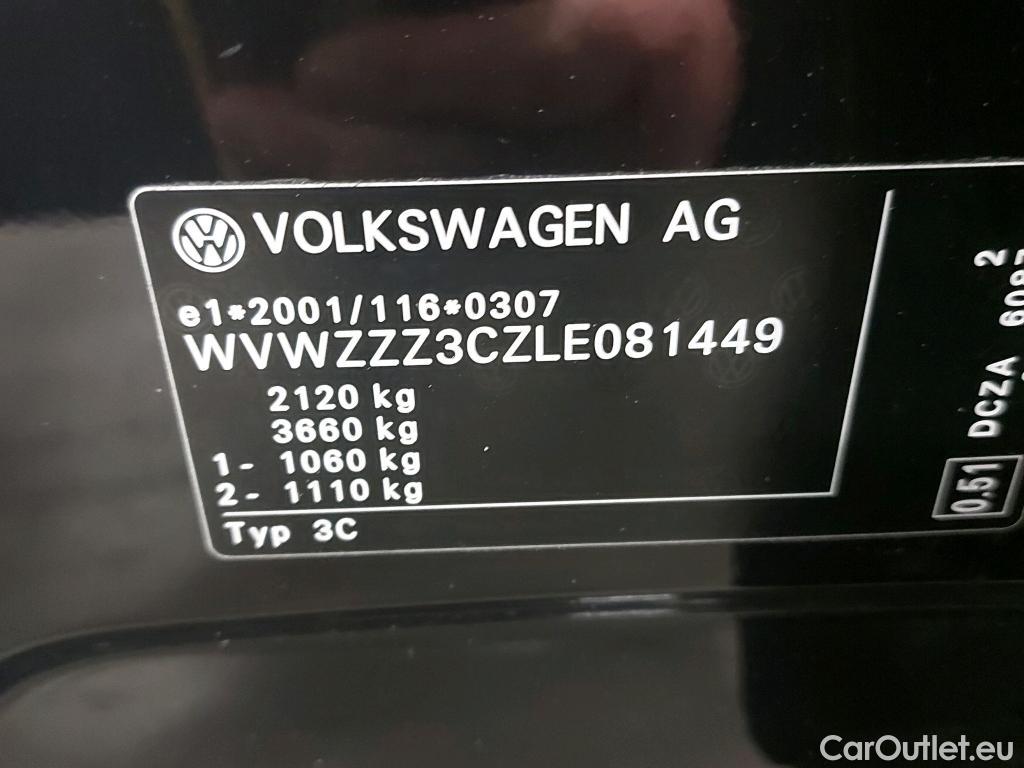 VOLKSWAGEN AG
e1*2001/116*0307
WVWZZZ3CZLE081449
2120 kg
3660 kg
1- 1060 kg
2- 1110 kg
Typ 3C
DCZA
2
0.51
CarOutlet.eu